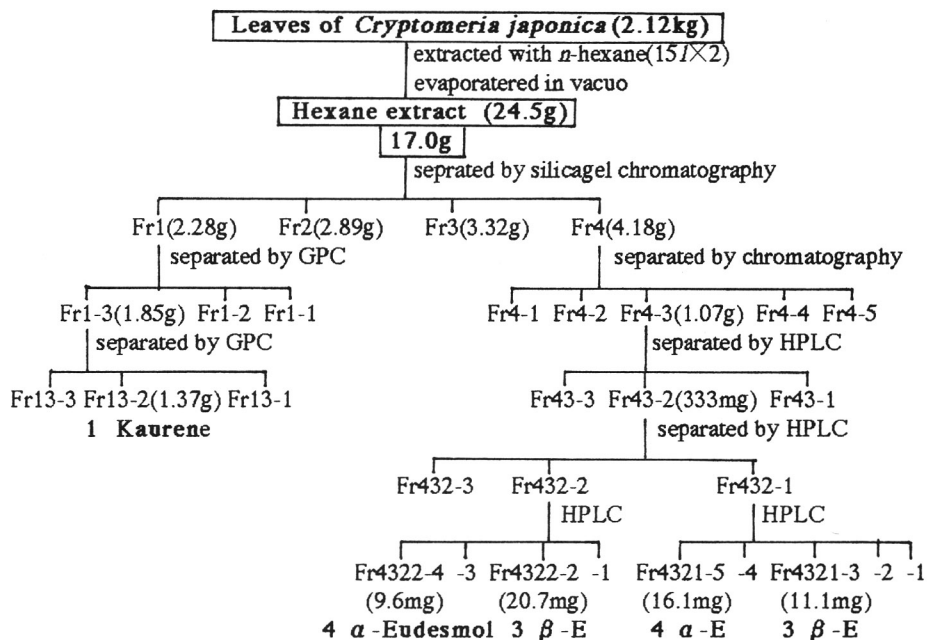 Leaves of Cryptomeria japonica (2.12kg)
extracted with n-hexane(15l×2)
evaporatered in vacuo
Hexane extract (24.5g)
17.0g
seprated by silicagel chromatography
Fr1(2.28g) Fr2(2.89g) Fr3(3.32g) Fr4(4.18g)
separated by GPC separated by chromatography
Fr1-3(1.85g) Fr1-2 Fr1-1 Fr4-1 Fr4-2 Fr4-3(1.07g) Fr4-4 Fr4-5
separated by GPC separated by HPLC
Fr13-3 Fr13-2(1.37g) Fr13-1 Fr43-3 Fr43-2(333mg) Fr43-1
1 Kaurene separated by HPLC
Fr432-3 Fr432-2 Fr432-1
HPLC HPLC
Fr4322-4 -3 Fr4322-2 -1 Fr4321-5 -4 Fr4321-3 -2 -1
(9.6mg) (20.7mg) (16.1mg) (11.1mg)
4 α-Eudesmol 3 β-E 4 α-E 3 β-E